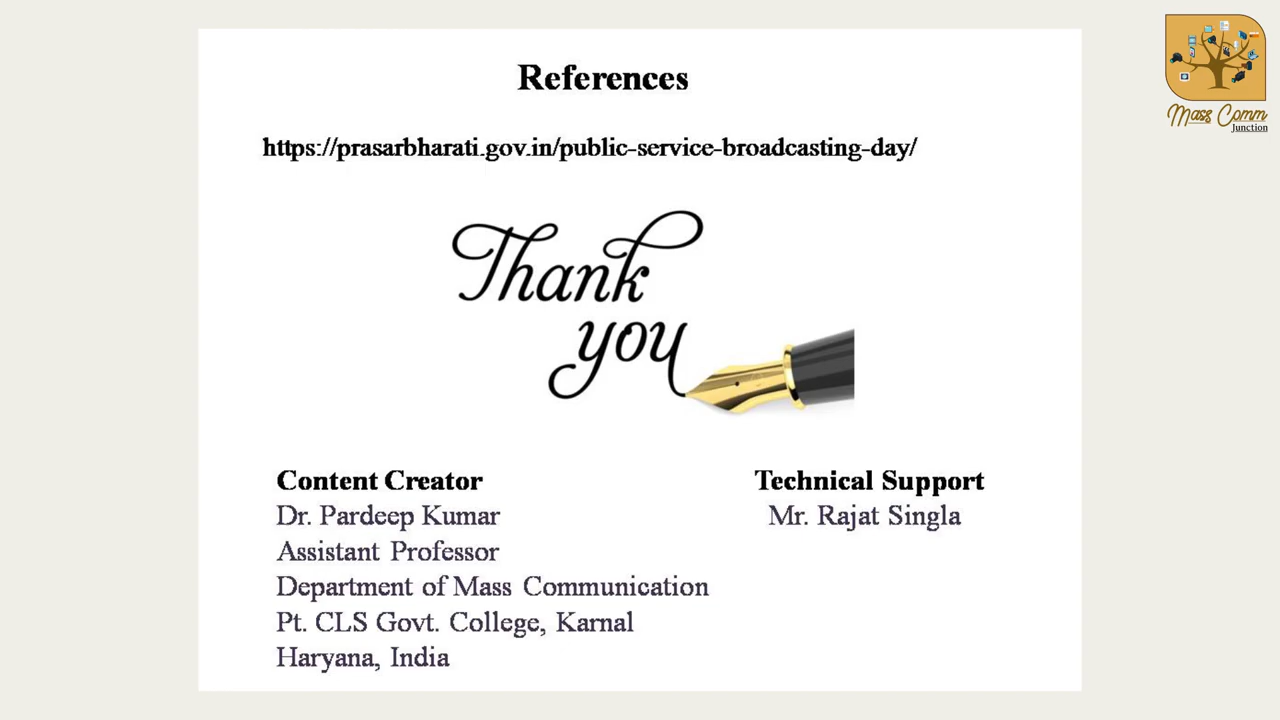 References
https://prasarbharati.gov.in/public-service-broadcasting-day/
Thank
you
Content Creator
Dr. Pardeep Kumar
Assistant Professor
Department of Mass Communication
Pt. CLS Govt. College, Karnal
Haryana, India
Technical Support
Mr. Rajat Singla
Mass Comm
Junction